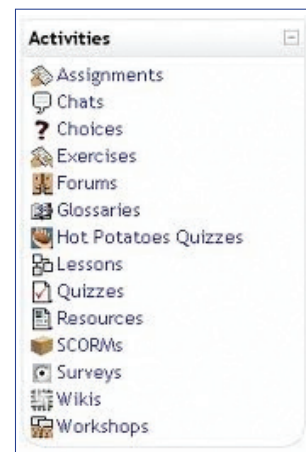 Activities
Assignments
Chats
Choices
Exercises
Forums
Glossaries
Hot Potatoes Quizzes
Lessons
Quizzes
Resources
SCORMs
Surveys
Wikis
Workshops